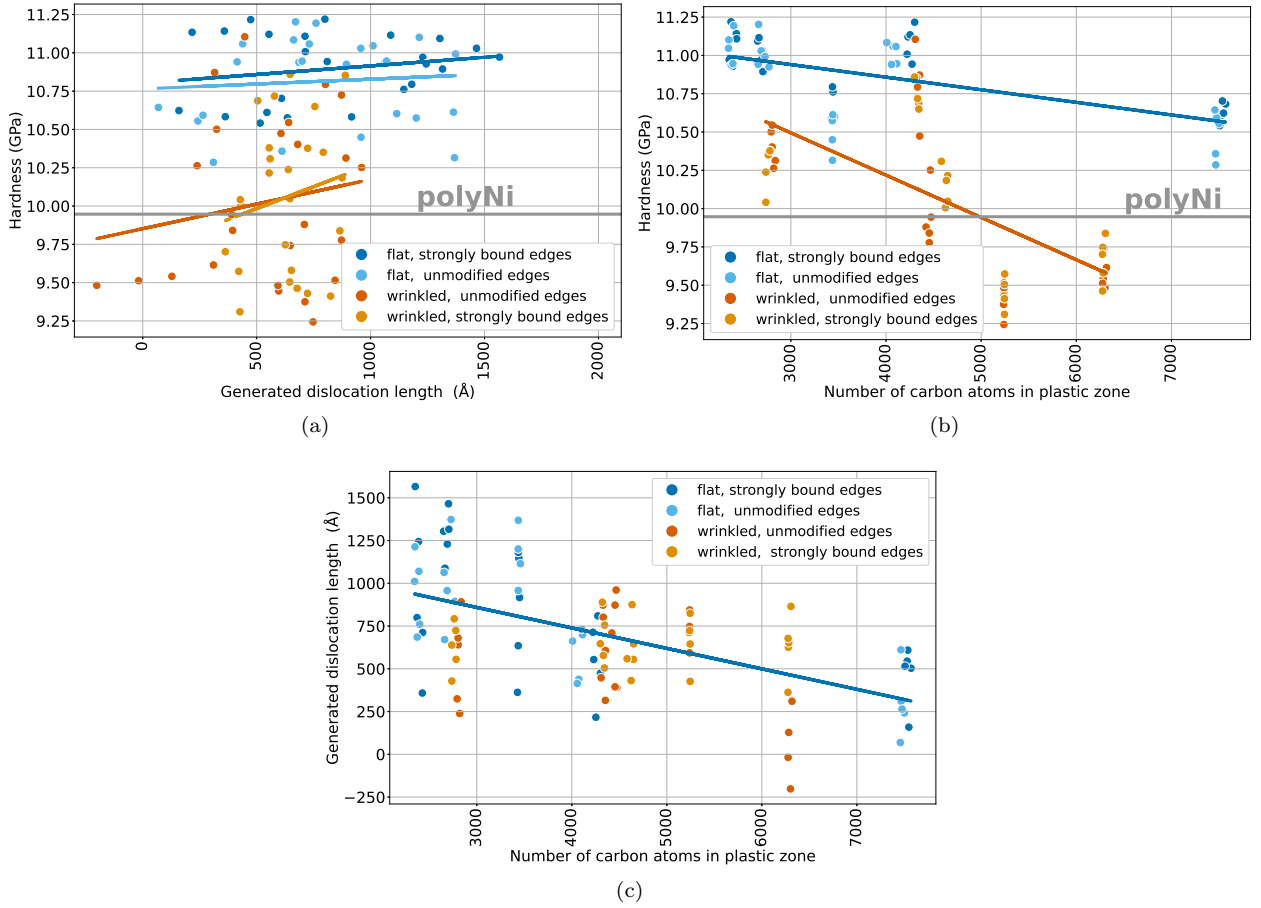 11.25
11.00
10.75
10.50
10.25
10.00
9.75
9.50
9.25
Hardness (GPa)
polyNi
flat, strongly bound edges
flat, unmodified edges
wrinkled, unmodified edges
wrinkled, strongly bound edges
0
500
1000
1500
2000
Generated dislocation length (Å)
(a)
11.25
11.00
10.75
10.50
10.25
10.00
9.75
9.50
9.25
Hardness (GPa)
polyNi
flat, strongly bound edges
flat, unmodified edges
wrinkled, unmodified edges
wrinkled, strongly bound edges
3000
4000
5000
6000
7000
Number of carbon atoms in plastic zone
(b)
1500
1250
1000
750
500
250
0
−250
Generated dislocation length (Å)
flat, strongly bound edges
flat, unmodified edges
wrinkled, unmodified edges
wrinkled, strongly bound edges
3000
4000
5000
6000
7000
Number of carbon atoms in plastic zone
(c)